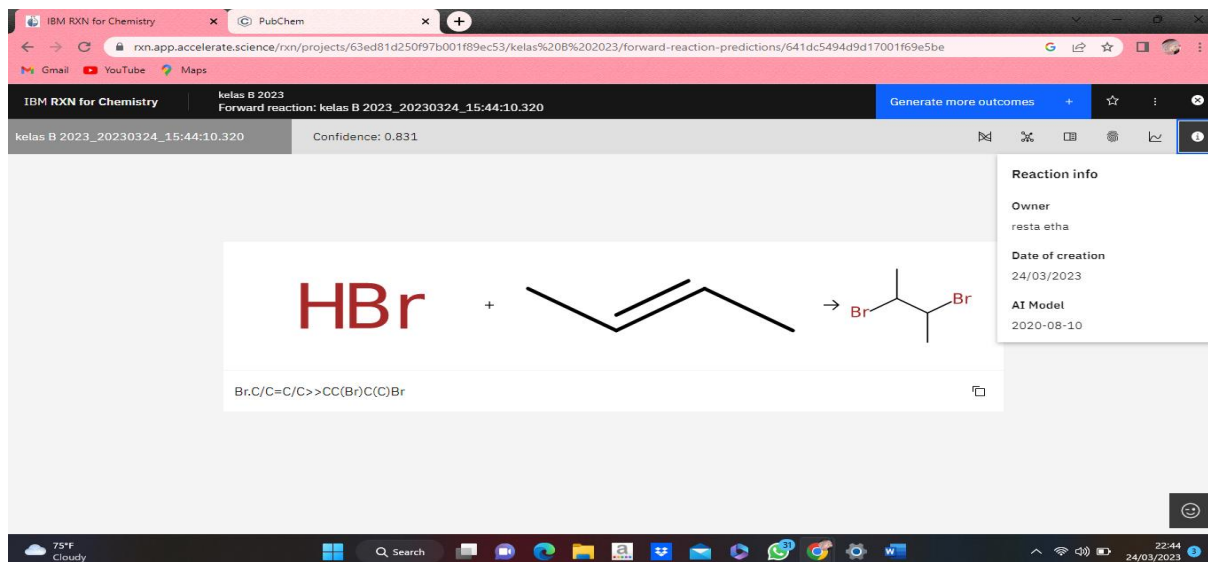 IBM RXN for Chemistry
PubChem
rxn.app.accelerate.science/rxn/projects/63ed81d250f97b001f89ec53/kelas%20B%202023/forward-reaction-predictions/641dc5494d9d17001f69e5be
Gmail
YouTube
Maps
IBM RXN for Chemistry
kelas B 2023
Forward reaction: kelas B 2023_20230324_15:44:10.320
Generate more outcomes +
kelas B 2023_20230324_15:44:10.320
Confidence: 0.831
Reaction info
Owner
resta etha
Date of creation
24/03/2023
AI Model
2020-08-10
HBr + → Br Br
Br.C/C=C/C>>CC(Br)C(C)Br
75°F
Cloudy
Search
a
31
W
22:44
24/03/2023
3